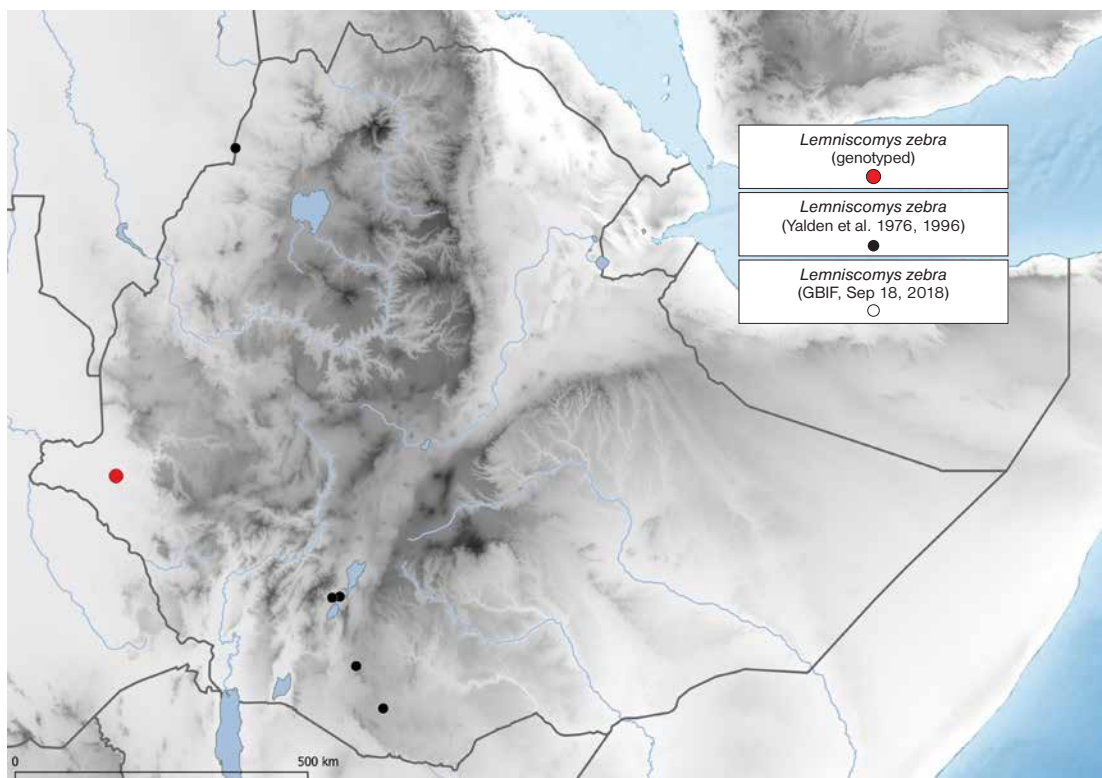 Lemniscomys zebra
(genotyped)
Lemniscomys zebra
(Yalden et al. 1976, 1996)
Lemniscomys zebra
(GBIF, Sep 18, 2018)
0 500 km